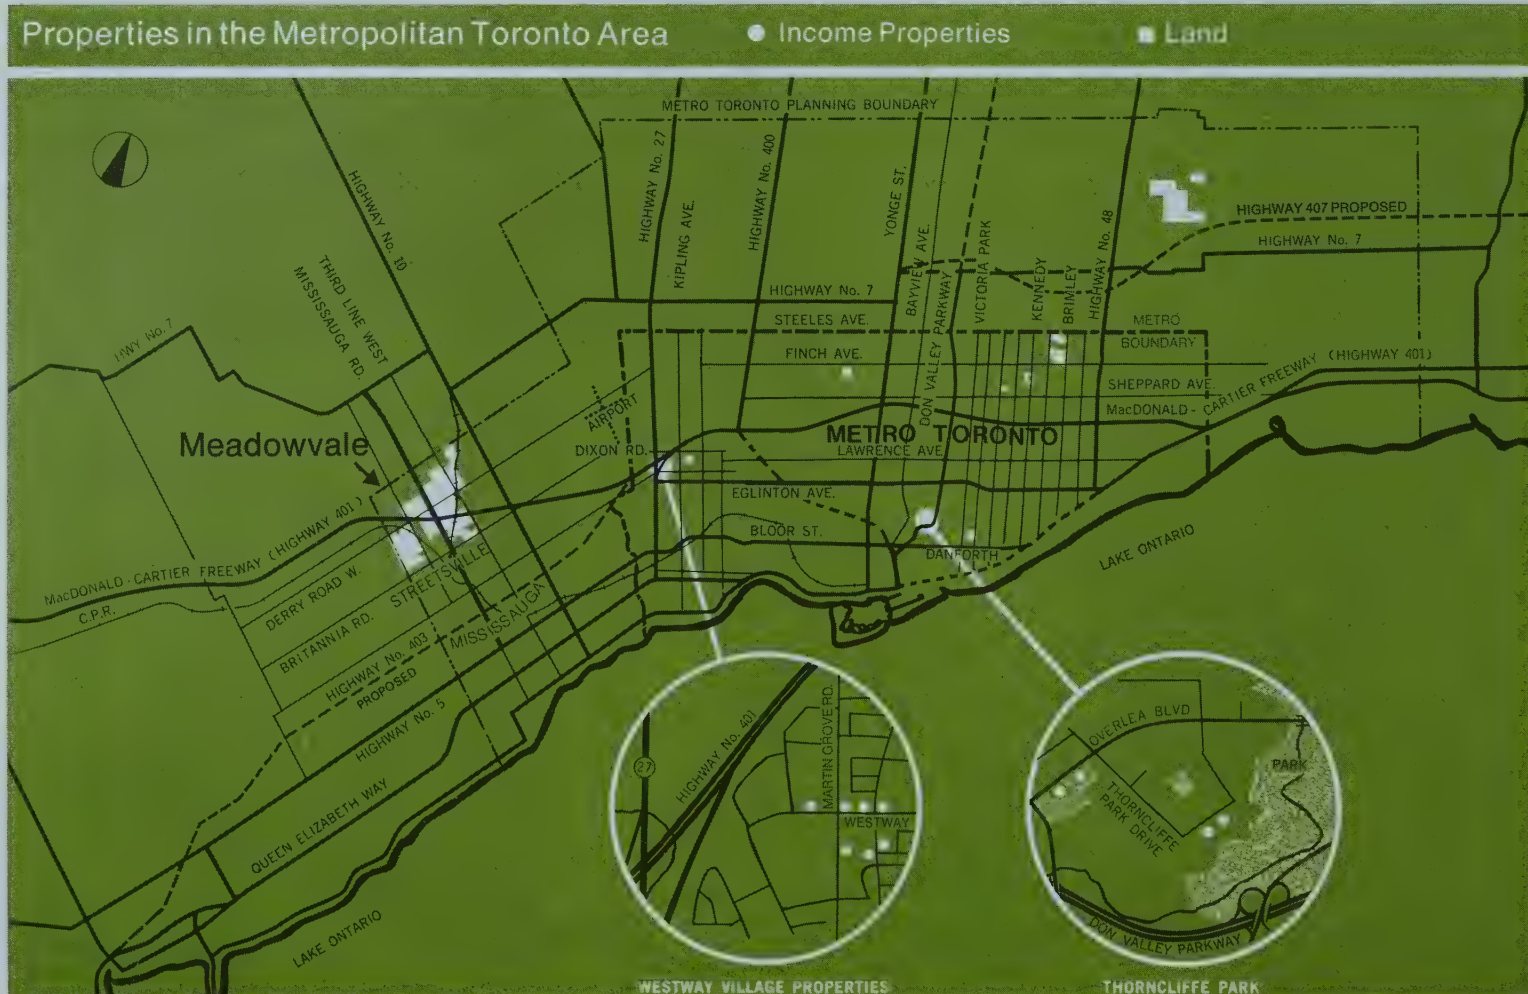 Properties in the Metropolitan Toronto Area
Income Properties
Land
METRO TORONTO PLANNING BOUNDARY
HIGHWAY No. 10
HIGHWAY No. 27
KIPLING AVE.
HIGHWAY No. 400
YONGE ST.
BAYVIEW AVE.
DON VALLEY PARKWAY
VICTORIA PARK
KENNEDY
BRIMLEY
HIGHWAY No. 48
HIGHWAY 407 PROPOSED
HIGHWAY No. 7
THIRD LINE WEST
MISSISSAUGA RD.
HWY No. 7
HIGHWAY No. 7
STEELES AVE.
METRO
BOUNDARY
FINCH AVE.
SHEPPARD AVE.
MacDONALD - CARTIER FREEWAY (HIGHWAY 401)
AIRPORT
DIXON RD.
METRO TORONTO
LAWRENCE AVE.
Meadowvale
EGLINTON AVE.
BLOOR ST.
DANFORTH
LAKE ONTARIO
MacDONALD - CARTIER FREEWAY (HIGHWAY 401)
C.P.R.
DERRY ROAD W.
STREETSVILLE
BRITANNIA RD.
MISSISSAUGA
HIGHWAY No. 403
PROPOSED
HIGHWAY No. 5
QUEEN ELIZABETH WAY
LAKE ONTARIO
27
HIGHWAY No. 401
MARTIN GROVE RD.
WESTWAY
OVERLEA BLVD
PARK
THORNCLIFFE
PARK DRIVE
DON VALLEY PARKWAY
WESTWAY VILLAGE PROPERTIES
THORNCLIFFE PARK